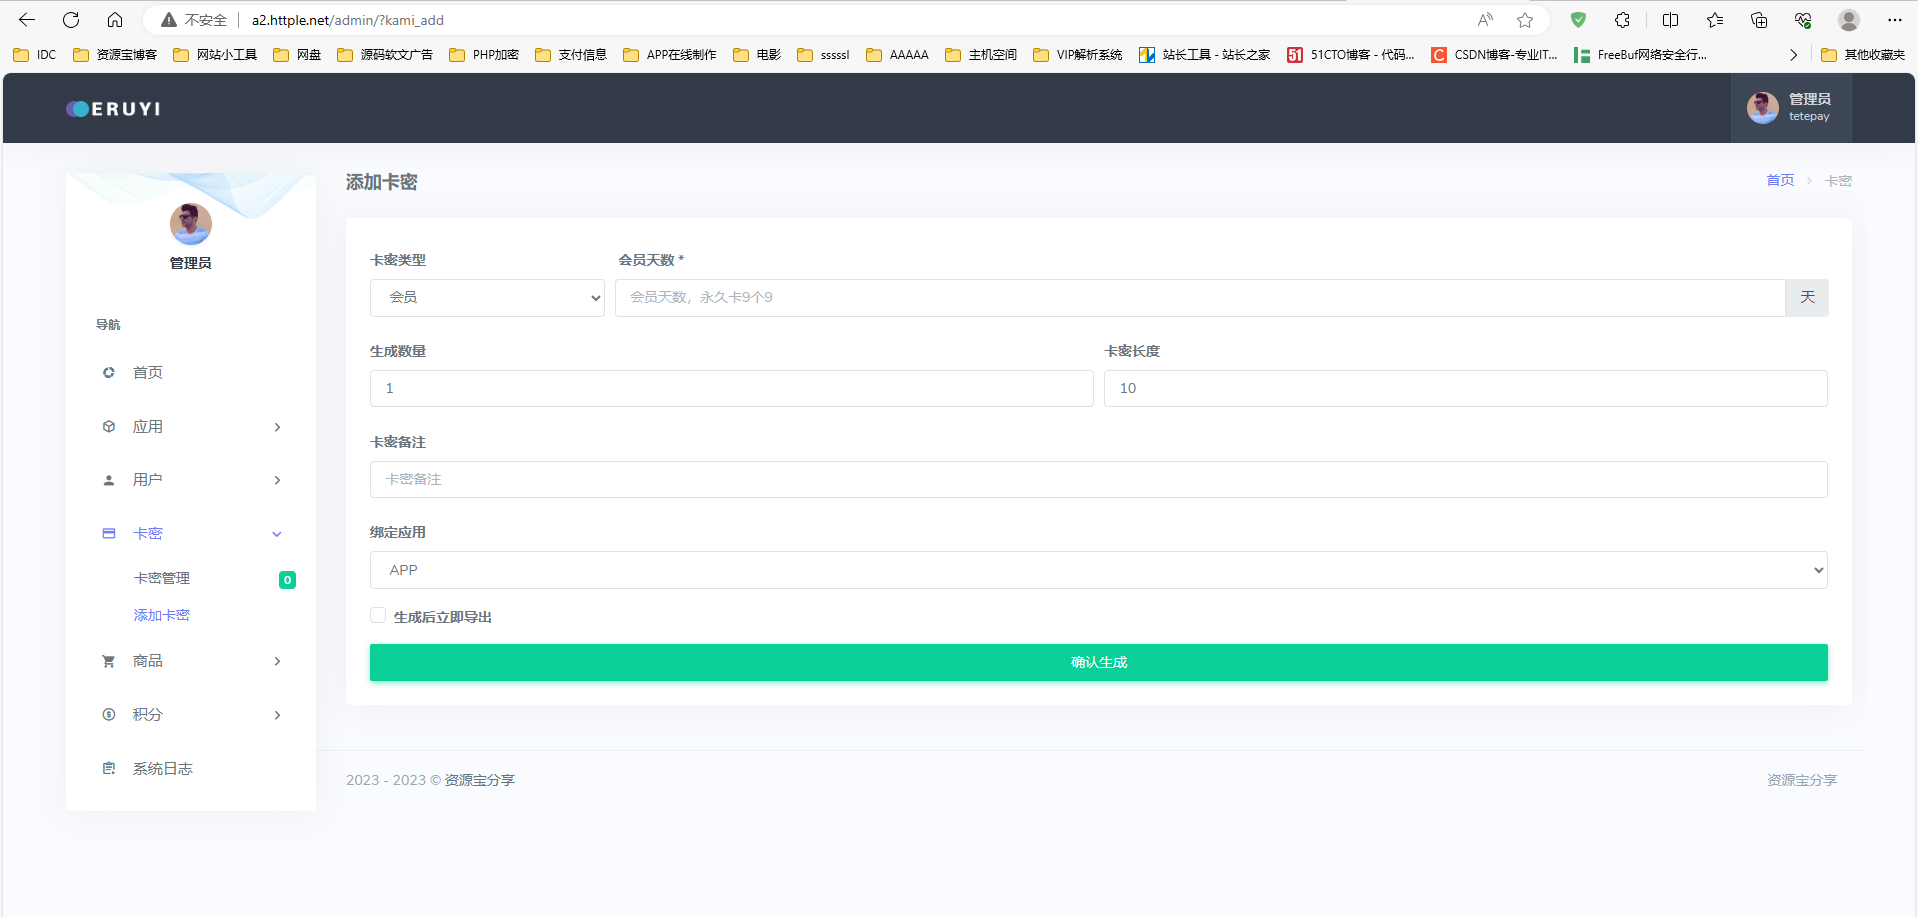 不安全 a2.httple.net/admin/?kami_add
IDC 资源宝博客 网站小工具 网盘 源码软文广告 PHP加密 支付信息 APP在线制作 电影 sssssl AAAAA 主机空间 VIP解析系统 站长工具 - 站长之家 51CTO博客 - 代码... CSDN博客-专业IT... FreeBuf网络安全行... 其他收藏夹
ERUYI
管理员
tetepay
管理员
导航
首页
应用
用户
卡密
卡密管理 0
添加卡密
商品
积分
系统日志
添加卡密
首页 > 卡密
卡密类型 会员天数 *
会员 会员天数，永久卡9个9 天
生成数量 卡密长度
1 10
卡密备注
卡密备注
绑定应用
APP
生成后立即导出
确认生成
2023 - 2023 © 资源宝分享 资源宝分享